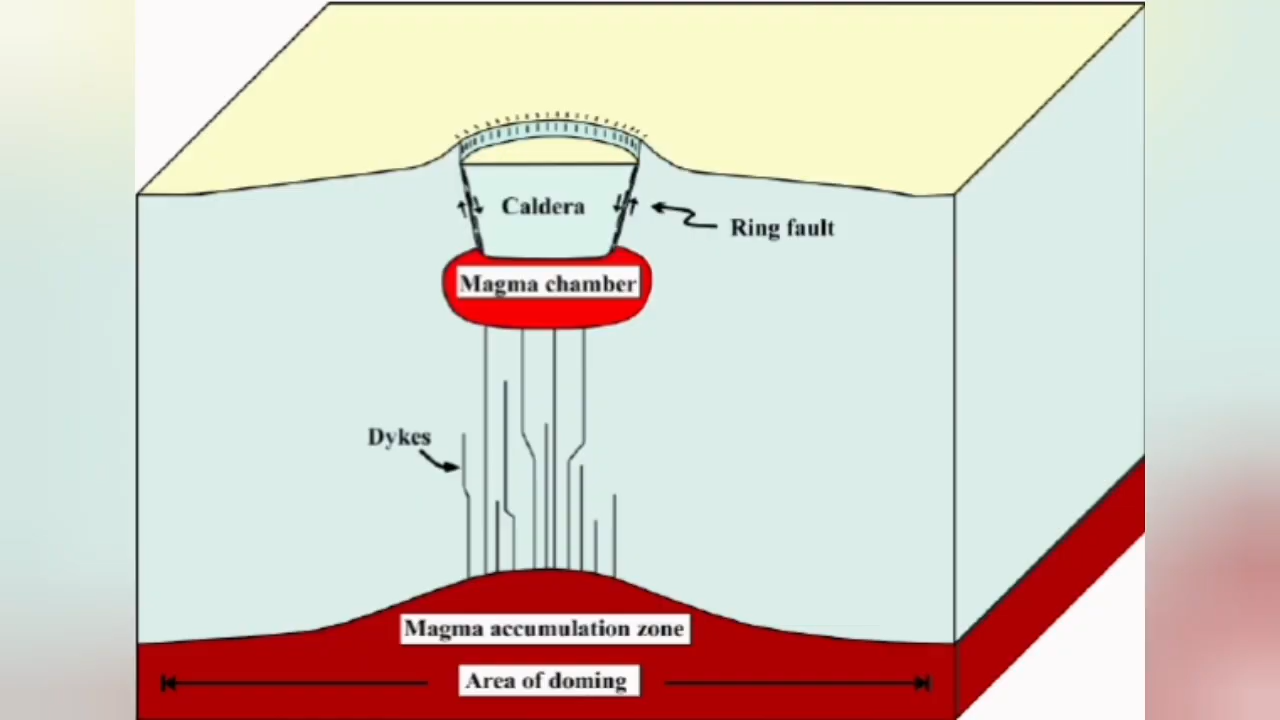 Caldera
Ring fault
Magma chamber
Dykes
Magma accumulation zone
Area of doming